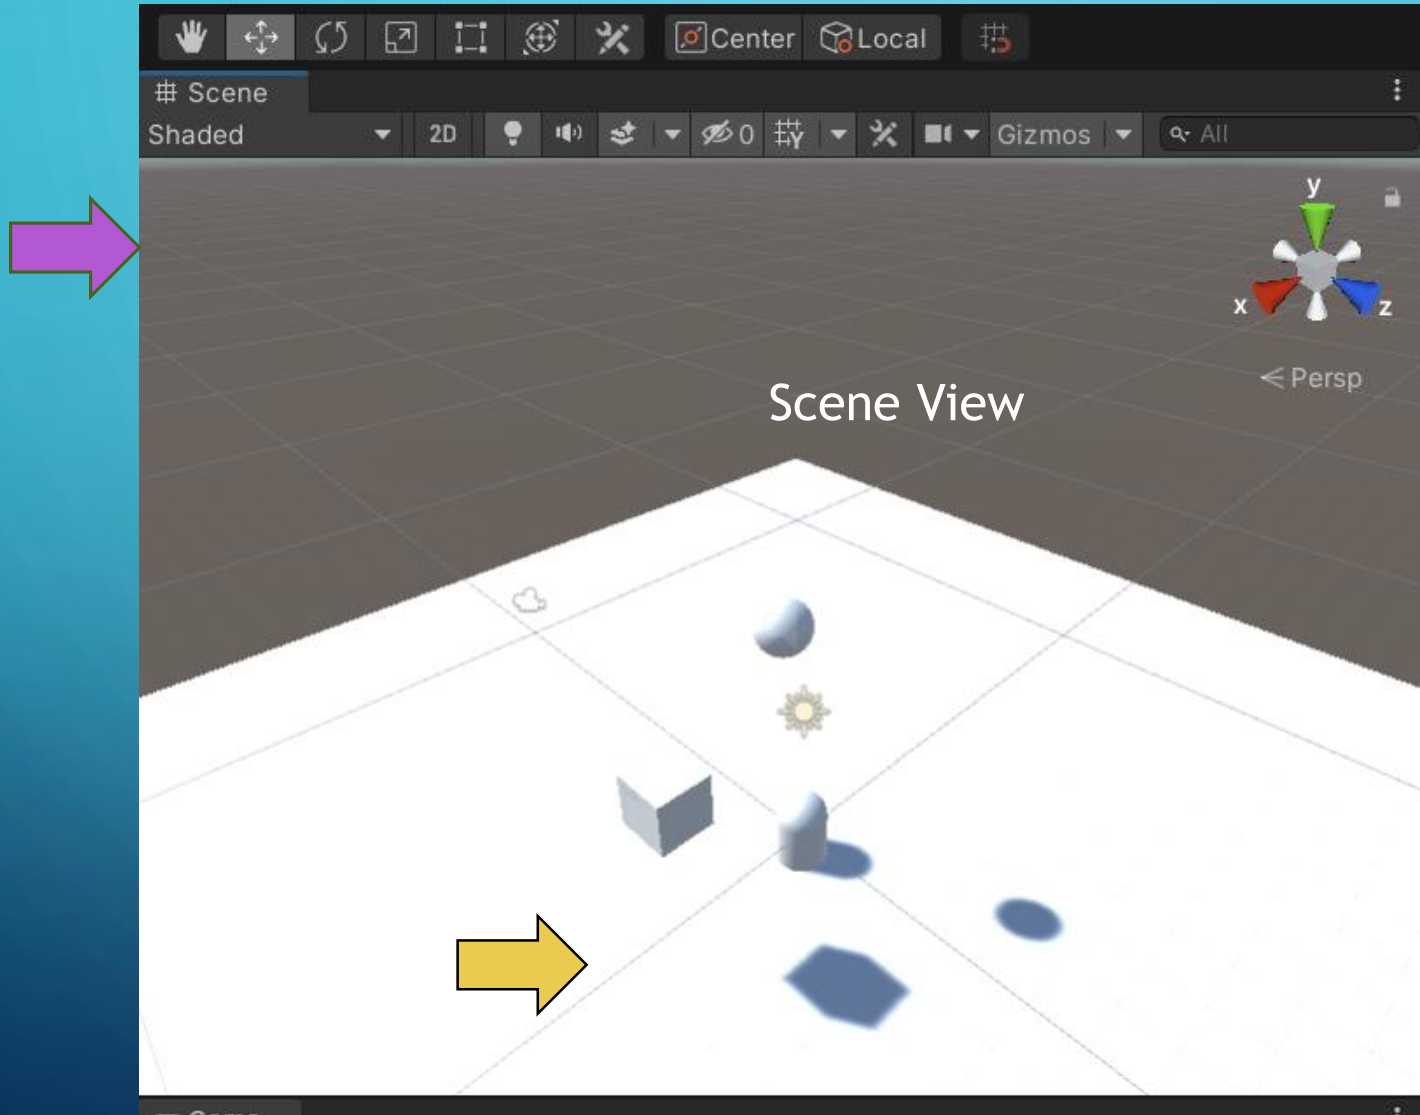 Center Local
Scene
Shaded 2D 0 Gizmos All
y
x z
Persp
Scene View